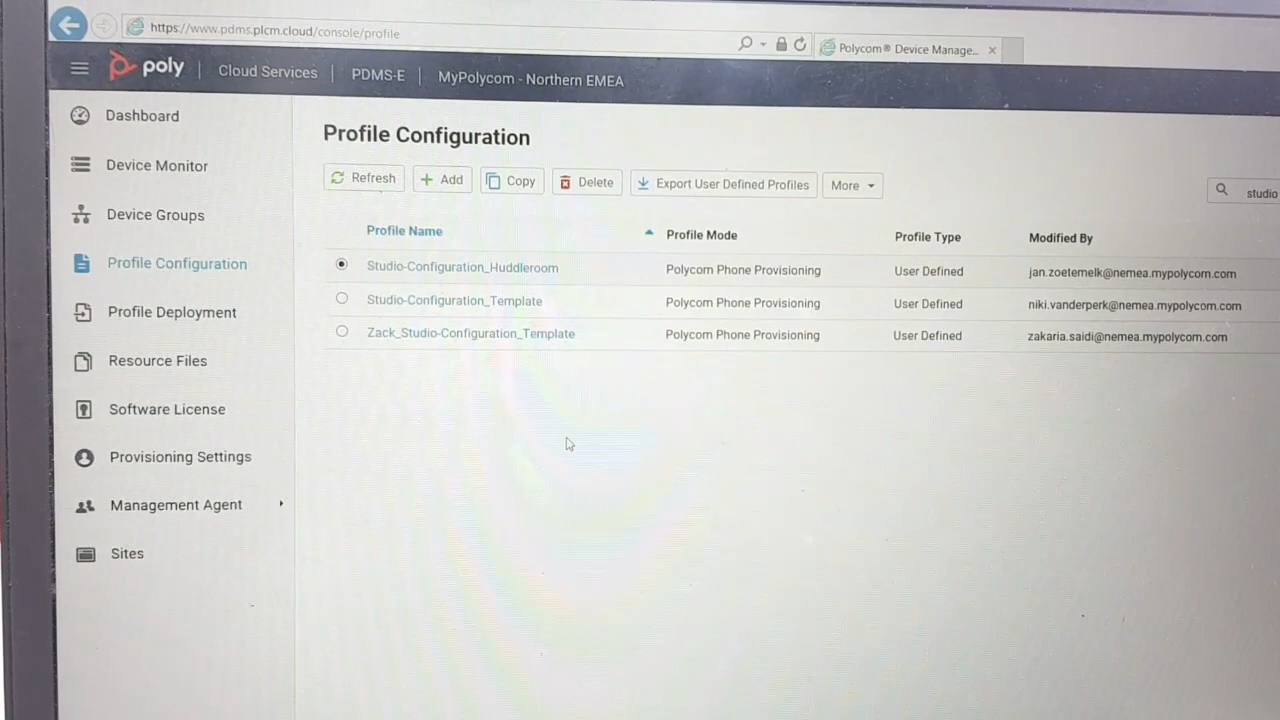 https://www.pdms.plcm.cloud/console/profile
Polycom® Device Manage...
poly | Cloud Services | PDMS-E | MyPolycom - Northern EMEA
Dashboard
Device Monitor
Device Groups
Profile Configuration
Profile Deployment
Resource Files
Software License
Provisioning Settings
Management Agent
Sites
Profile Configuration
Refresh Add Copy Delete Export User Defined Profiles More
studio
Profile Name Profile Mode Profile Type Modified By
Studio-Configuration_Huddleroom Polycom Phone Provisioning User Defined jan.zoetemelk@nemea.mypolycom.com
Studio-Configuration_Template Polycom Phone Provisioning User Defined niki.vanderperk@nemea.mypolycom.com
Zack_Studio-Configuration_Template Polycom Phone Provisioning User Defined zakaria.saidi@nemea.mypolycom.com